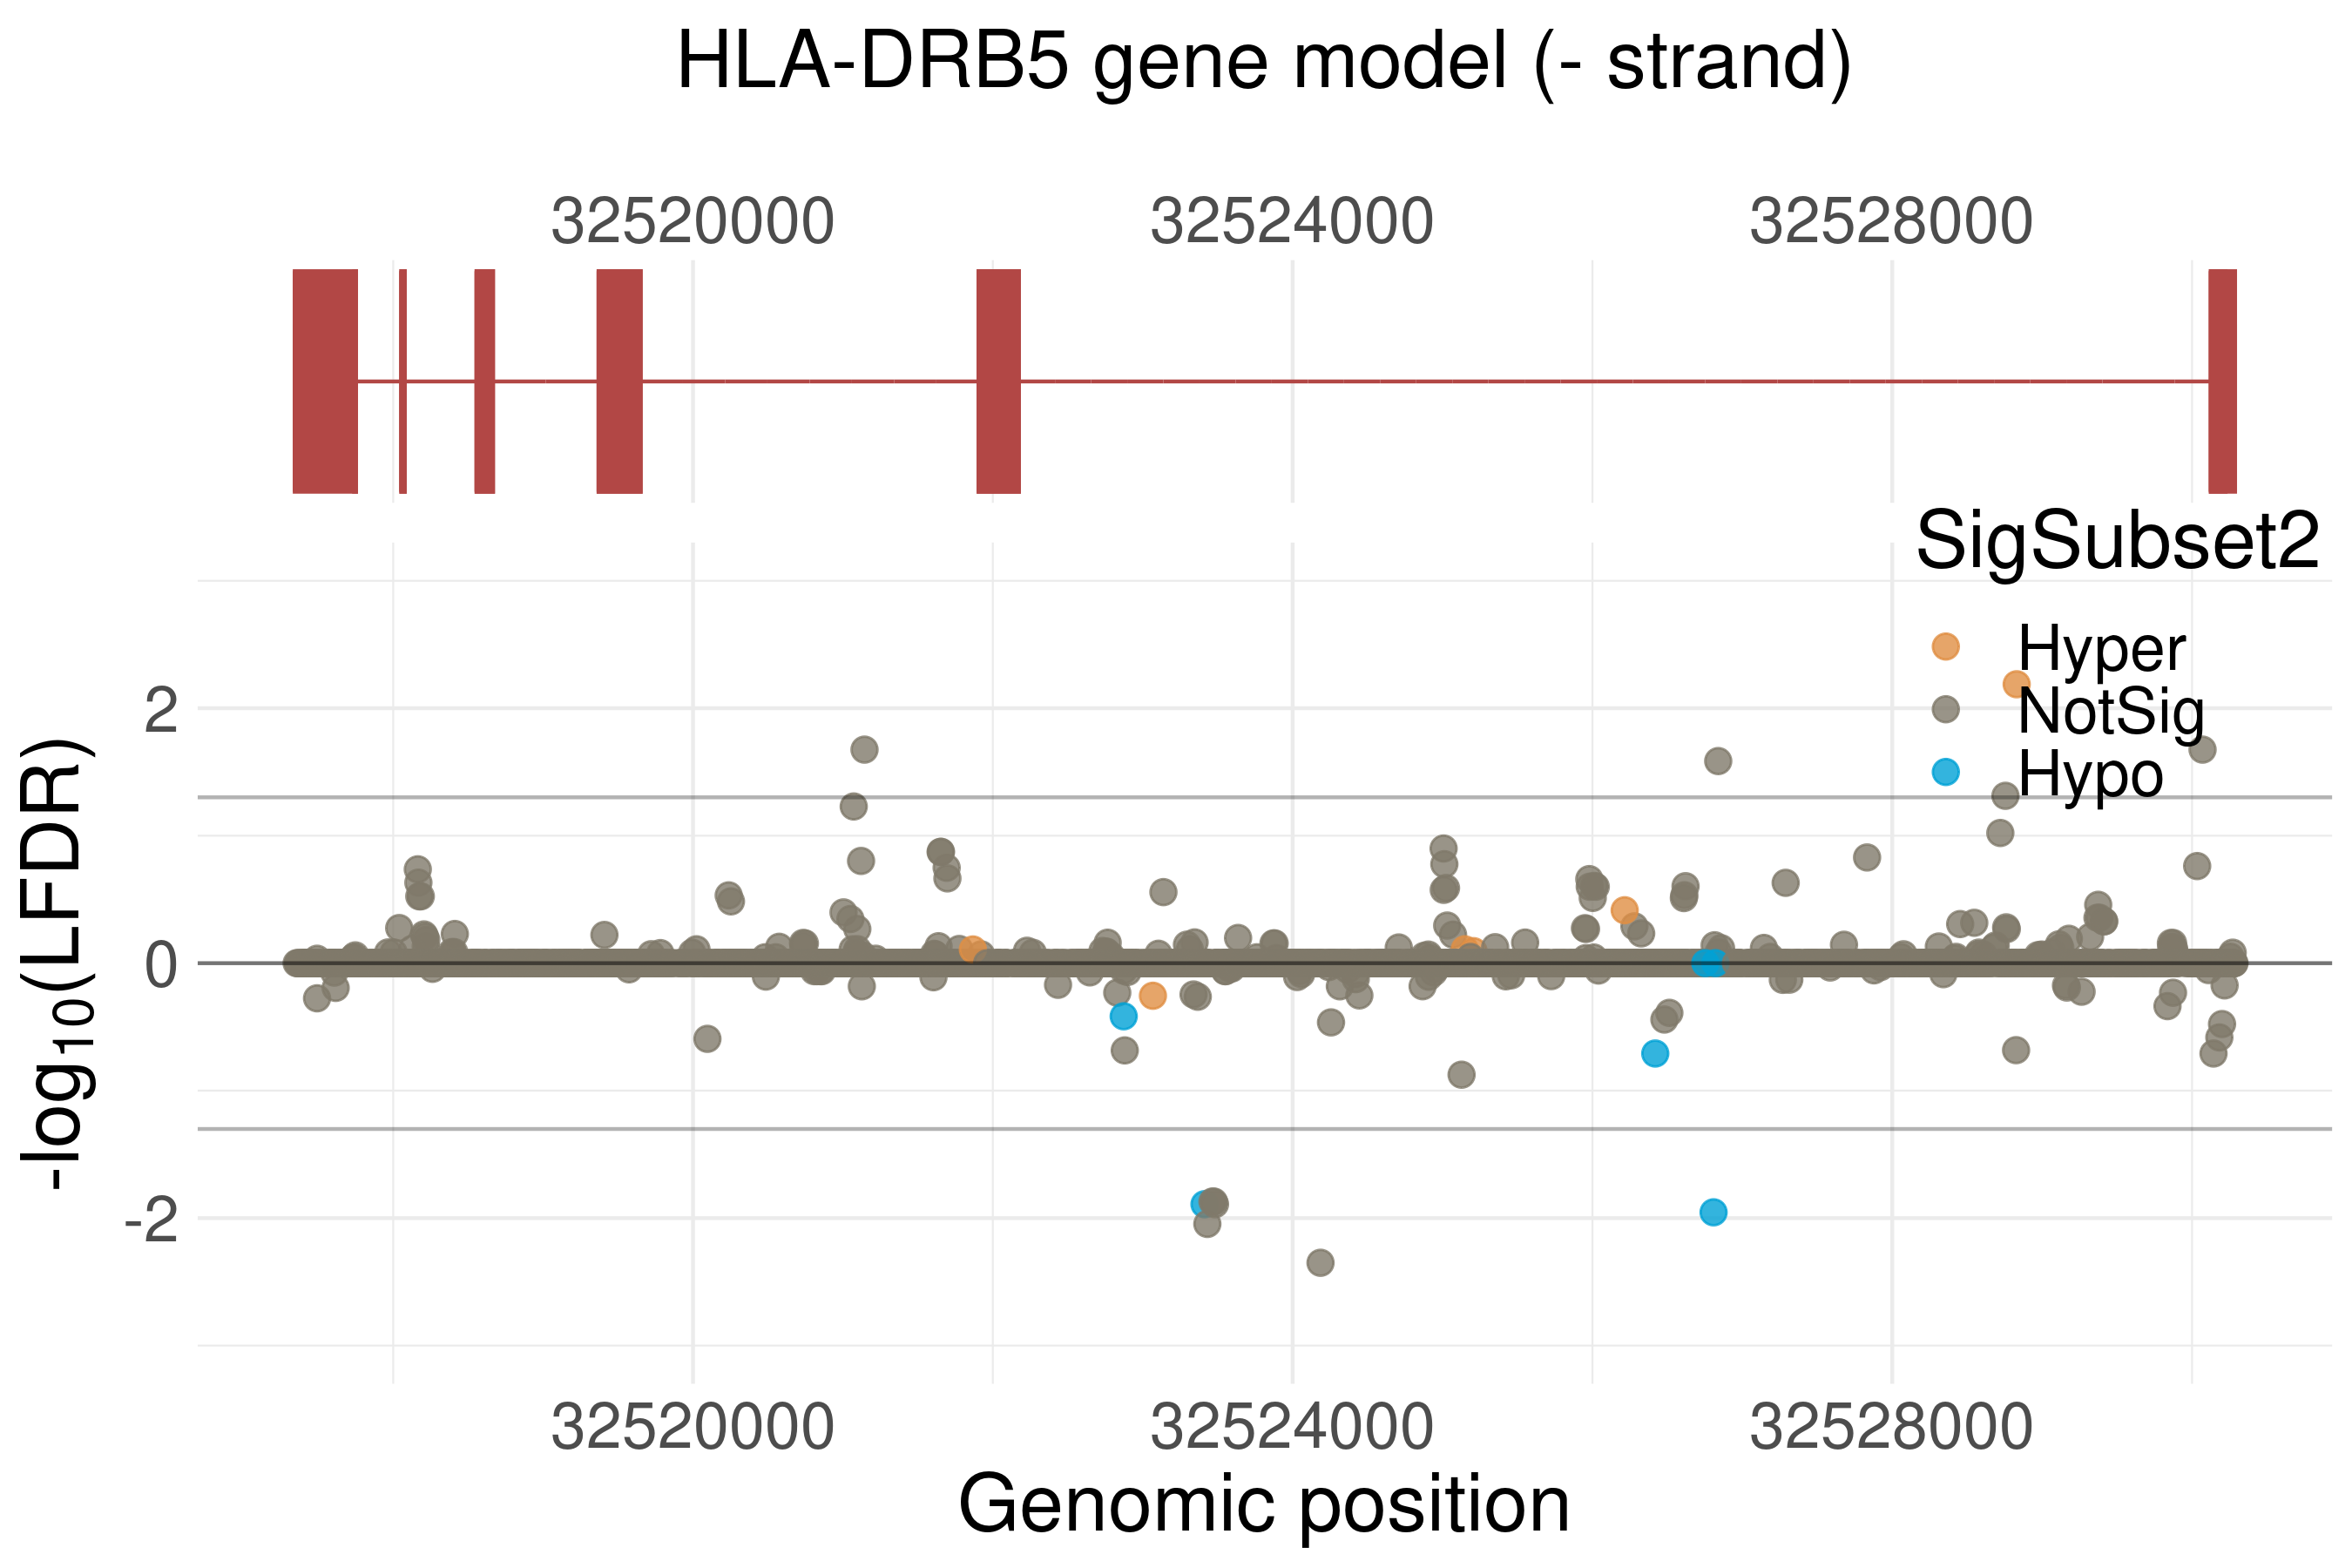 HLA-DRB5 gene model (- strand)
32520000 32524000 32528000
SigSubset2
Hyper
NotSig
Hypo
2
0
-2
-log10(LFDR)
32520000 32524000 32528000
Genomic position